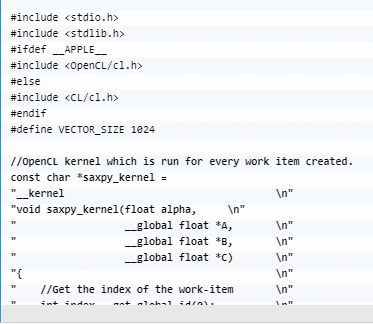 #include <stdio.h>
#include <stdlib.h>
#ifdef __APPLE__
#include <OpenCL/cl.h>
#else
#include <CL/cl.h>
#endif
#define VECTOR_SIZE 1024

//OpenCL kernel which is run for every work item created.
const char *saxpy_kernel =
"__kernel                                   \n"
"void saxpy_kernel(float alpha,     \n"
"                  __global float *A,       \n"
"                  __global float *B,       \n"
"                  __global float *C)       \n"
"{                                          \n"
"    //Get the index of the work-item       \n"
"    int index = get_global_id(0);          \n"